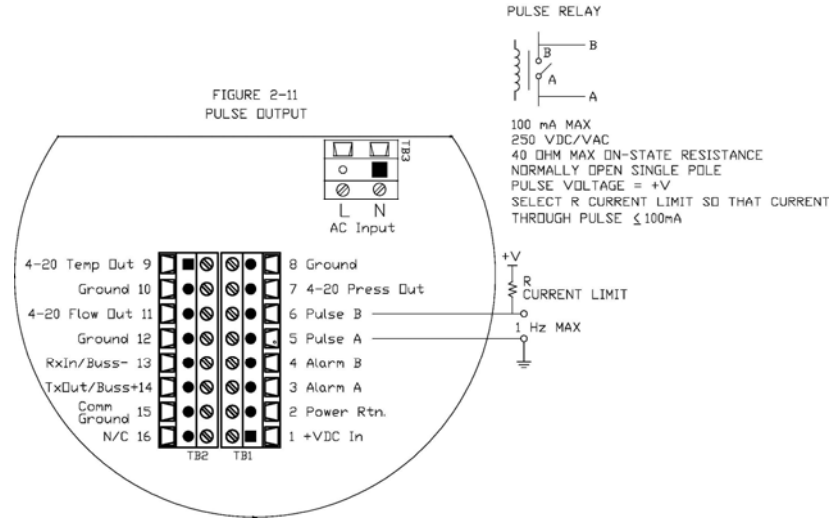 PULSE RELAY
B
B
A
A
100 mA MAX
250 VDC/VAC
40 OHM MAX ON-STATE RESISTANCE
NORMALLY OPEN SINGLE POLE
PULSE VOLTAGE = +V
SELECT R CURRENT LIMIT SO THAT CURRENT
THROUGH PULSE ≤100mA
FIGURE 2-11
PULSE OUTPUT
TB3
L N
AC Input
4-20 Temp Out 9
Ground 10
4-20 Flow Out 11
Ground 12
RxIn/Buss- 13
TxOut/Buss+14
Comm
Ground 15
N/C 16
8 Ground
7 4-20 Press Out
6 Pulse B
5 Pulse A
4 Alarm B
3 Alarm A
2 Power Rtn.
1 +VDC In
TB2 TB1
+V
R
CURRENT LIMIT
1 Hz MAX